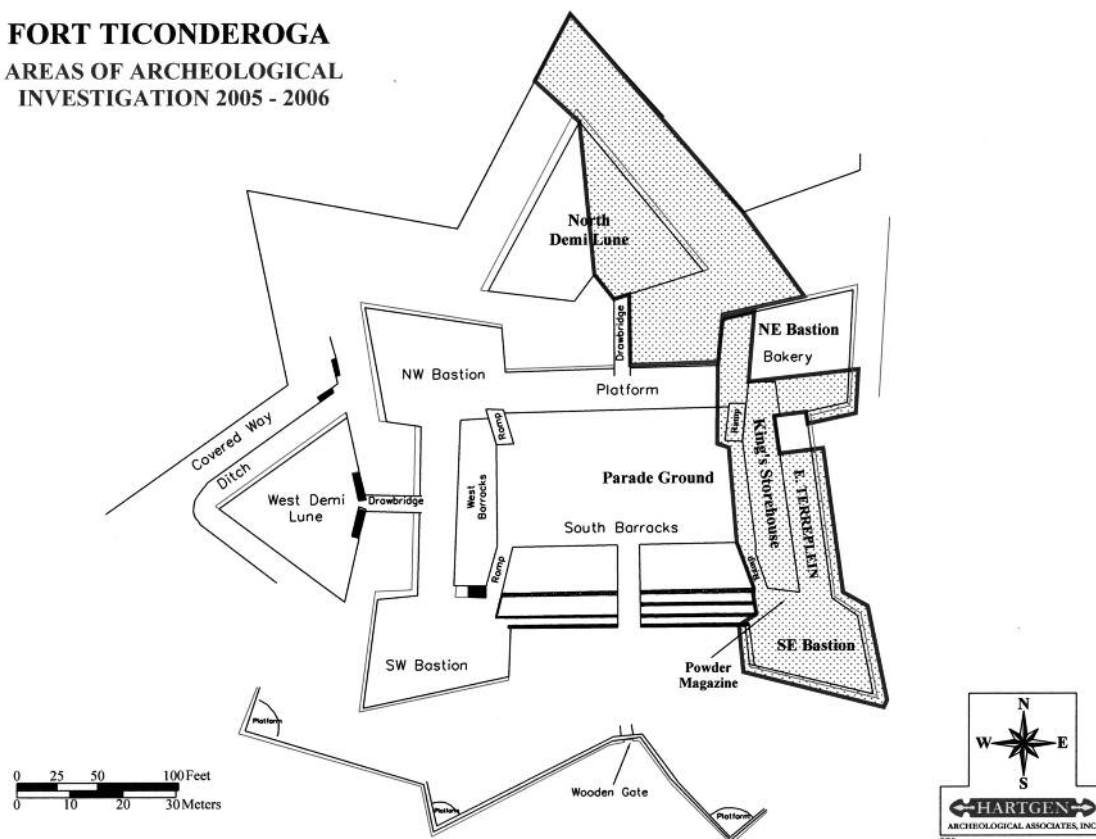 FORT TICONDEROGA
AREAS OF ARCHEOLOGICAL
INVESTIGATION 2005 - 2006
North
Demi Lune
Drawbridge
NE Bastion
Bakery
NW Bastion
Platform
Ramp
Ramp
Covered Way
Ditch
West Demi
Lune
Drawbridge
West
Barracks
Parade Ground
King's Storehouse
E. TERREPLEIN
South Barracks
Ramp
Ramp
SW Bastion
SE Bastion
Powder
Magazine
Platform
Platform
Platform
Wooden Gate
0 25 50 100 Feet
0 10 20 30 Meters
N
W E
S
HARTGEN
ARCHEOLOGICAL ASSOCIATES, INC